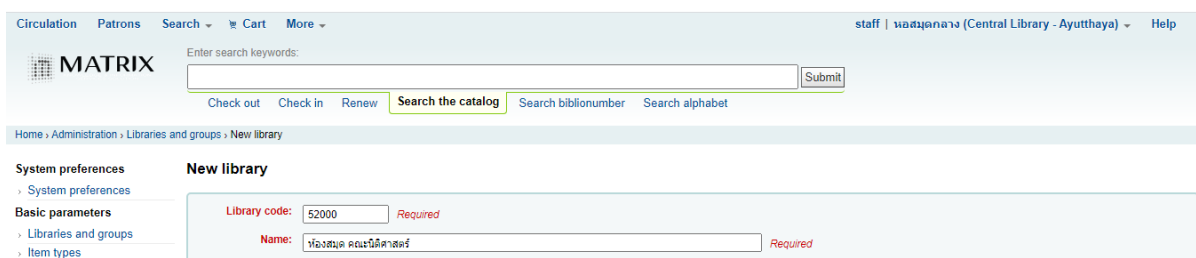 Circulation Patrons Search Cart More staff | หอสมุดกลาง (Central Library - Ayutthaya) Help
MATRIX
Enter search keywords:
Submit
Check out Check in Renew Search the catalog Search biblionumber Search alphabet
Home › Administration › Libraries and groups › New library
System preferences
› System preferences
Basic parameters
› Libraries and groups
› Item types
New library
Library code: 52000 Required
Name: ห้องสมุด คณะนิติศาสตร์ Required